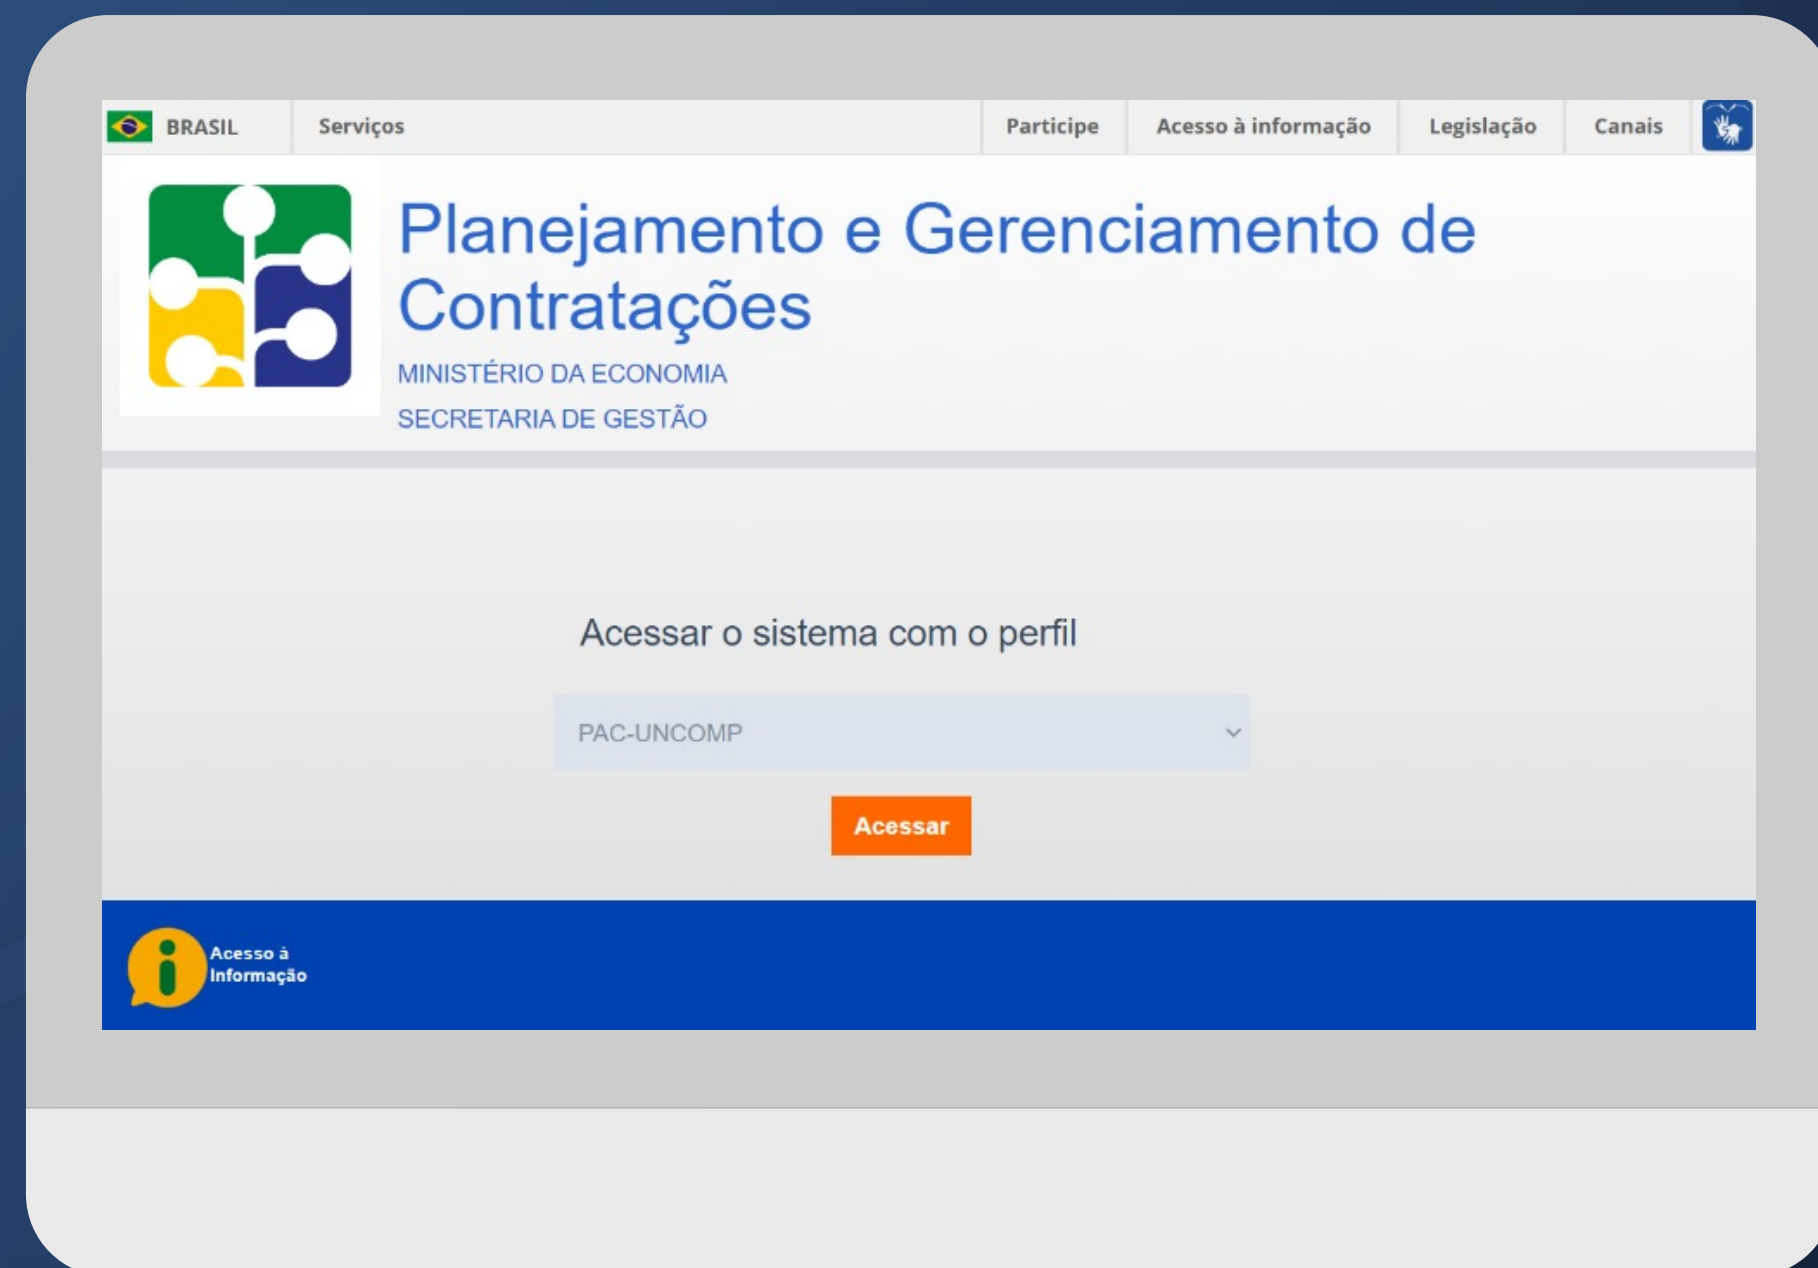 BRASIL Serviços Participe Acesso à informação Legislação Canais
Planejamento e Gerenciamento de
Contratações
MINISTÉRIO DA ECONOMIA
SECRETARIA DE GESTÃO
Acessar o sistema com o perfil
PAC-UNCOMP
Acessar
Acesso à
Informação